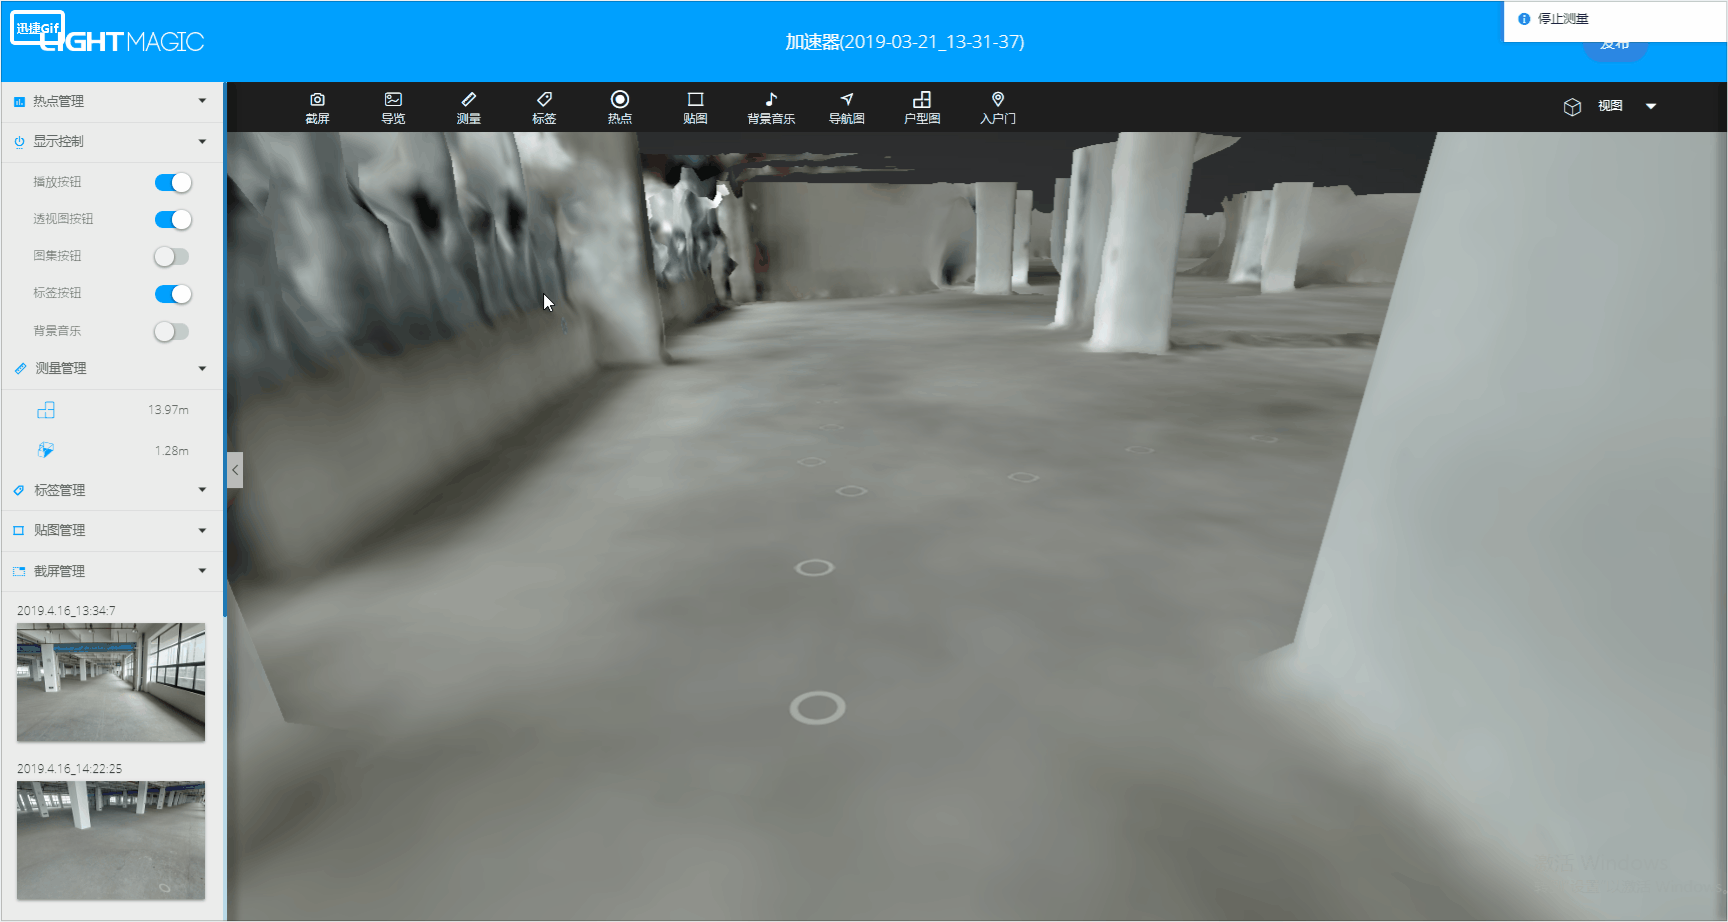 迅捷Gif
LIGHT MAGIC
加速器(2019-03-21_13-31-37)
停止测量
发布
热点管理
显示控制
播放按钮
透视图按钮
图集按钮
标签按钮
背景音乐
测量管理
13.97m
1.28m
标签管理
贴图管理
截屏管理
2019.4.16_13:34:7
2019.4.16_14:22:25
截屏
导览
测量
标签
热点
贴图
背景音乐
导航图
户型图
入户门
视图
激活 Windows